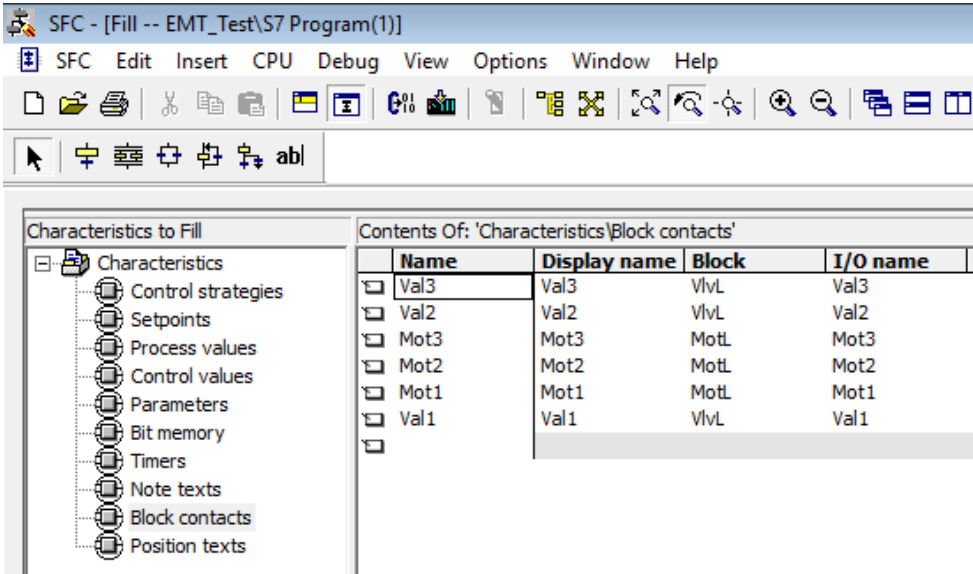 SFC - [Fill -- EMT_Test\S7 Program(1)]
SFC Edit Insert CPU Debug View Options Window Help
ab|
Characteristics to Fill
Characteristics
Control strategies
Setpoints
Process values
Control values
Parameters
Bit memory
Timers
Note texts
Block contacts
Position texts
Contents Of: 'Characteristics\Block contacts'
Name Display name Block I/O name
Val3 Val3 VlvL Val3
Val2 Val2 VlvL Val2
Mot3 Mot3 MotL Mot3
Mot2 Mot2 MotL Mot2
Mot1 Mot1 MotL Mot1
Val1 Val1 VlvL Val1